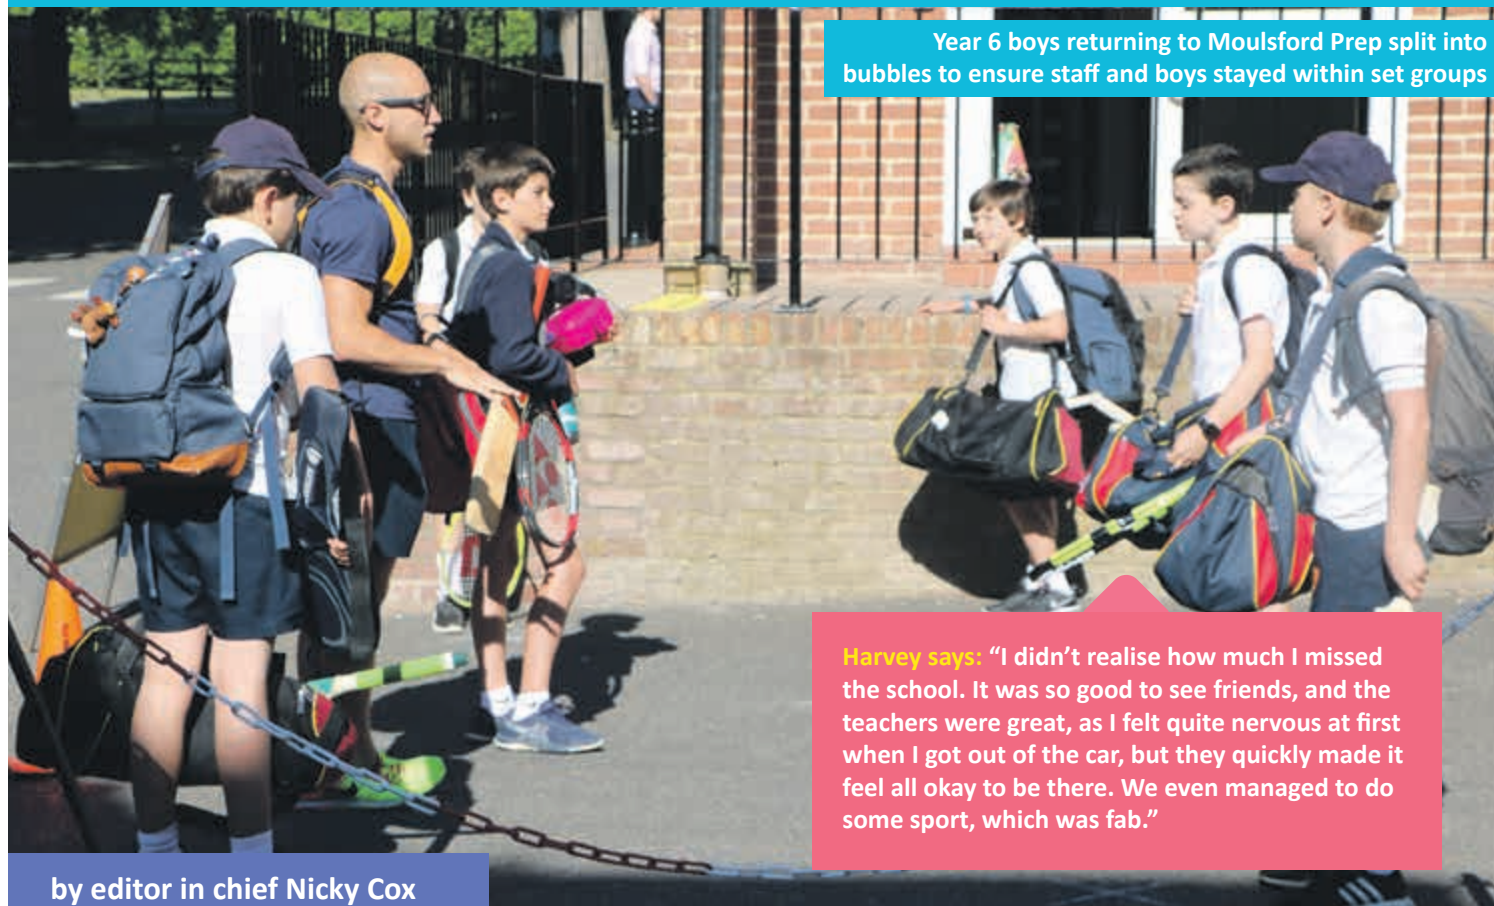 Year 6 boys returning to Moulsford Prep split into
bubbles to ensure staff and boys stayed within set groups
Harvey says: “I didn’t realise how much I missed
the school. It was so good to see friends, and the
teachers were great, as I felt quite nervous at first
when I got out of the car, but they quickly made it
feel all okay to be there. We even managed to do
some sport, which was fab.”
by editor in chief Nicky Cox